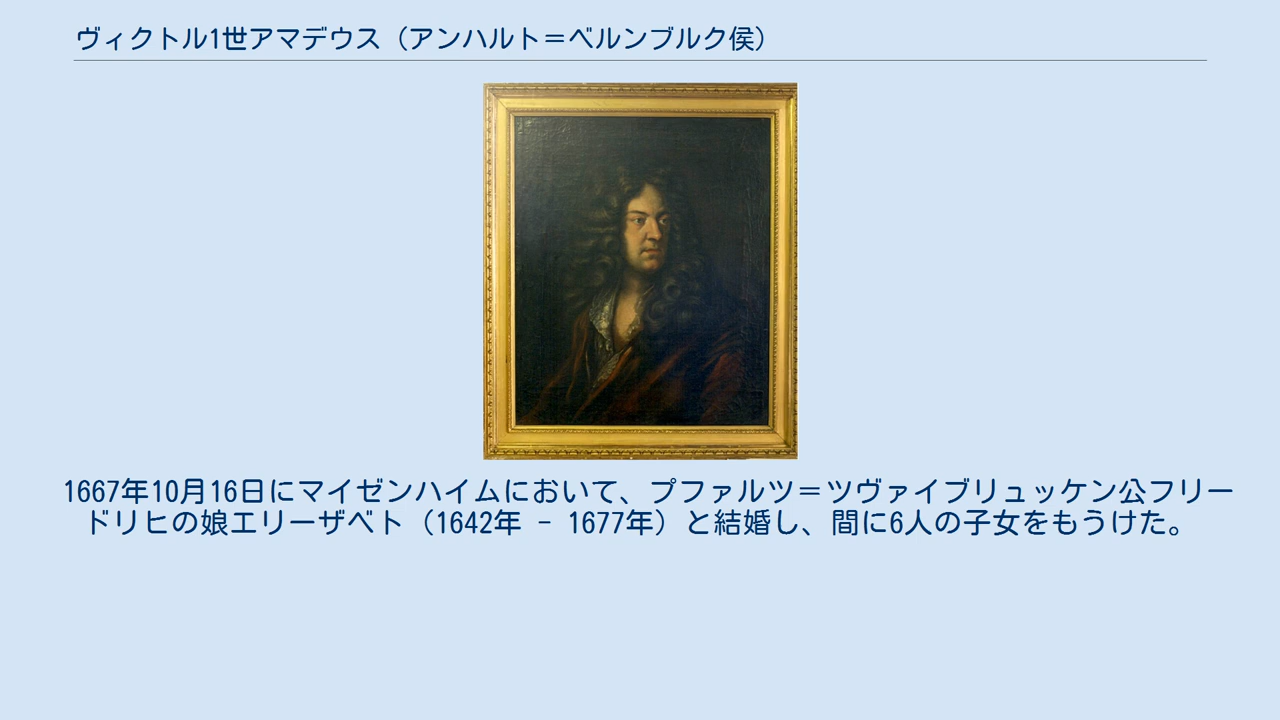 ヴィクトル1世アマデウス（アンハルト＝ベルンブルク侯）
1667年10月16日にマイゼンハイムにおいて、プファルツ＝ツヴァイブリュッケン公フリー
ドリヒの娘エリーザベト（1642年 － 1677年）と結婚し、間に6人の子女をもうけた。